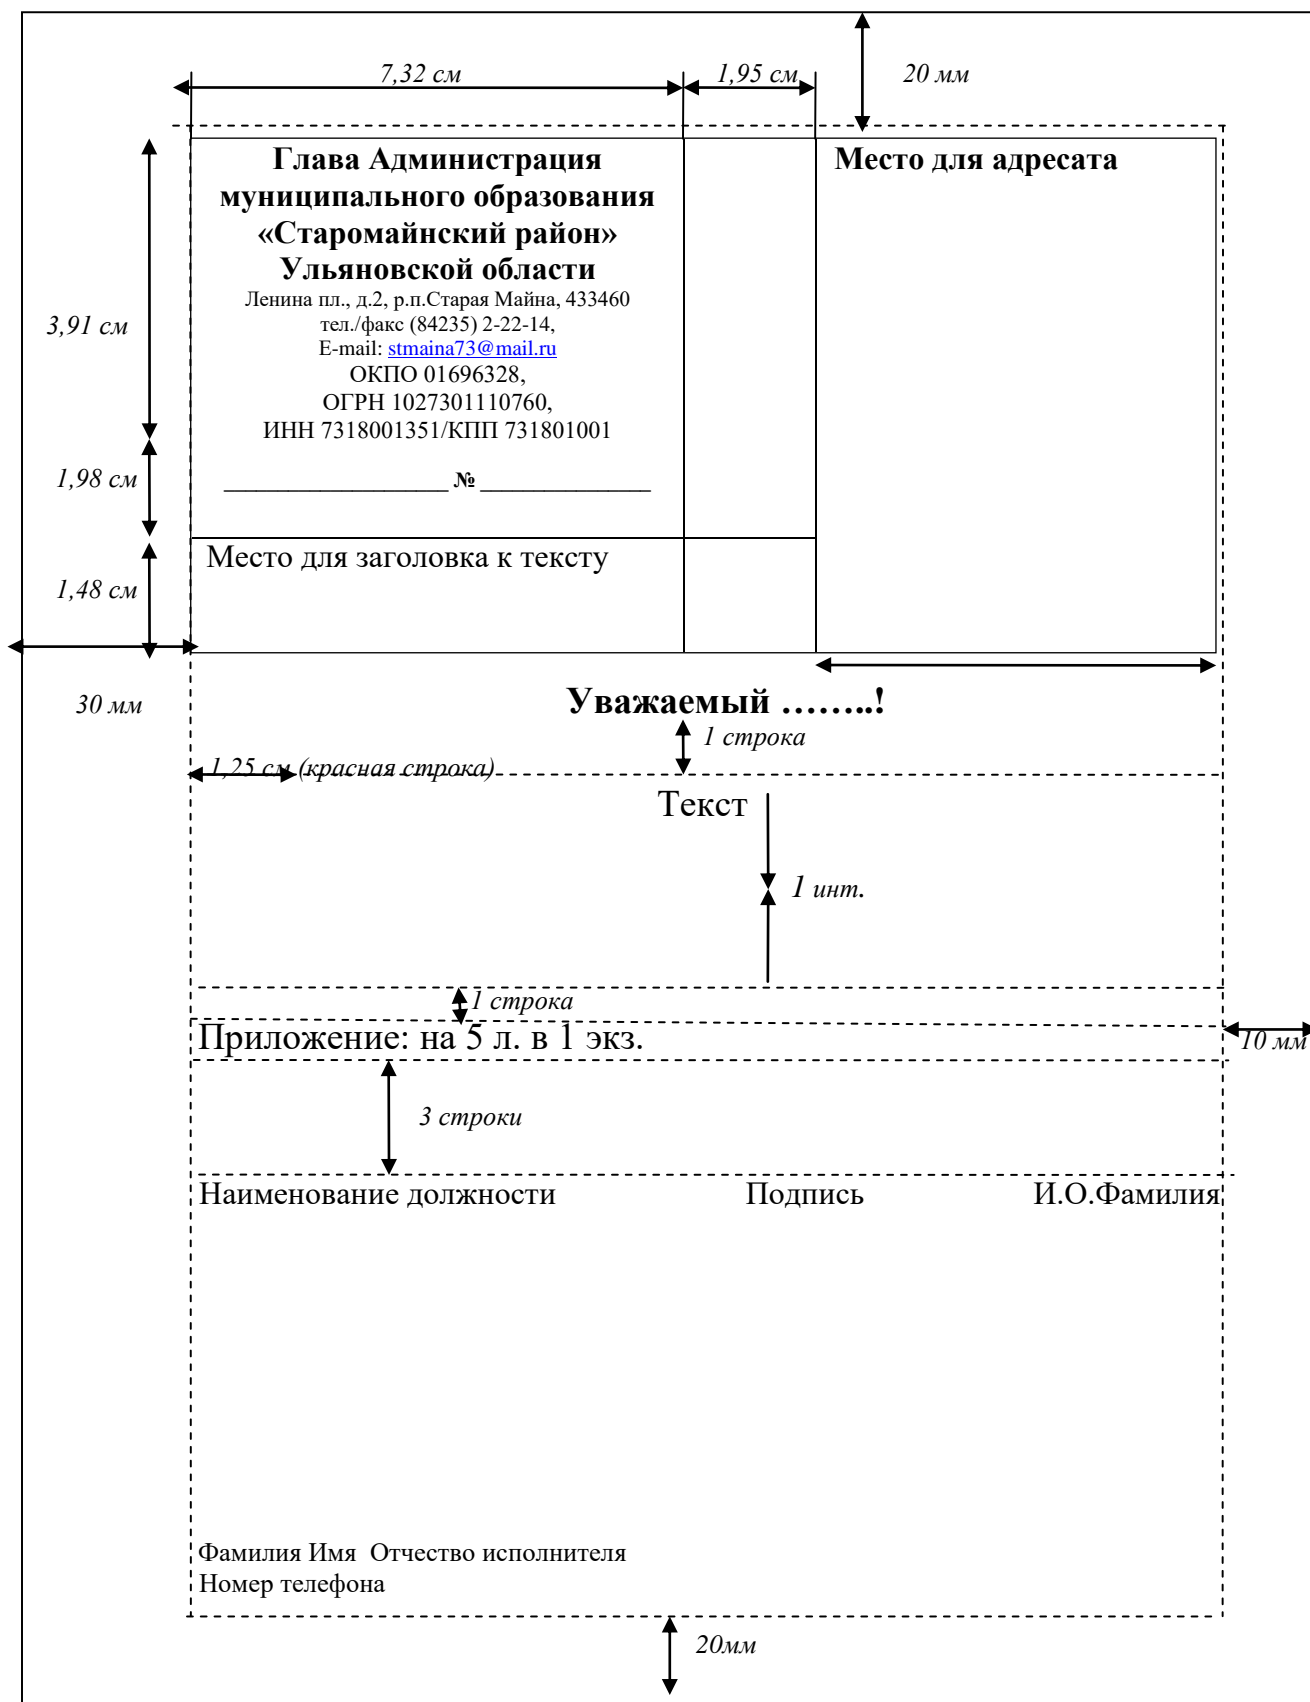 7,32 см
1,95 см
20 мм
Глава Администрация
муниципального образования
«Старомайнский район»
Ульяновской области
Ленина пл., д.2, р.п.Старая Майна, 433460
тел./факс (84235) 2-22-14,
E-mail: stmaina73@mail.ru
ОКПО 01696328,
ОГРН 1027301110760,
ИНН 7318001351/КПП 731801001
____________________ № _______________
Место для адресата
3,91 см
1,98 см
Место для заголовка к тексту
1,48 см
30 мм
Уважаемый ……..!
1 строка
1,25 см (красная строка)
Текст
1 инт.
1 строка
Приложение: на 5 л. в 1 экз.
10 мм
3 строки
Наименование должности Подпись И.О.Фамилия
Фамилия Имя  Отчество исполнителя
Номер телефона
20мм